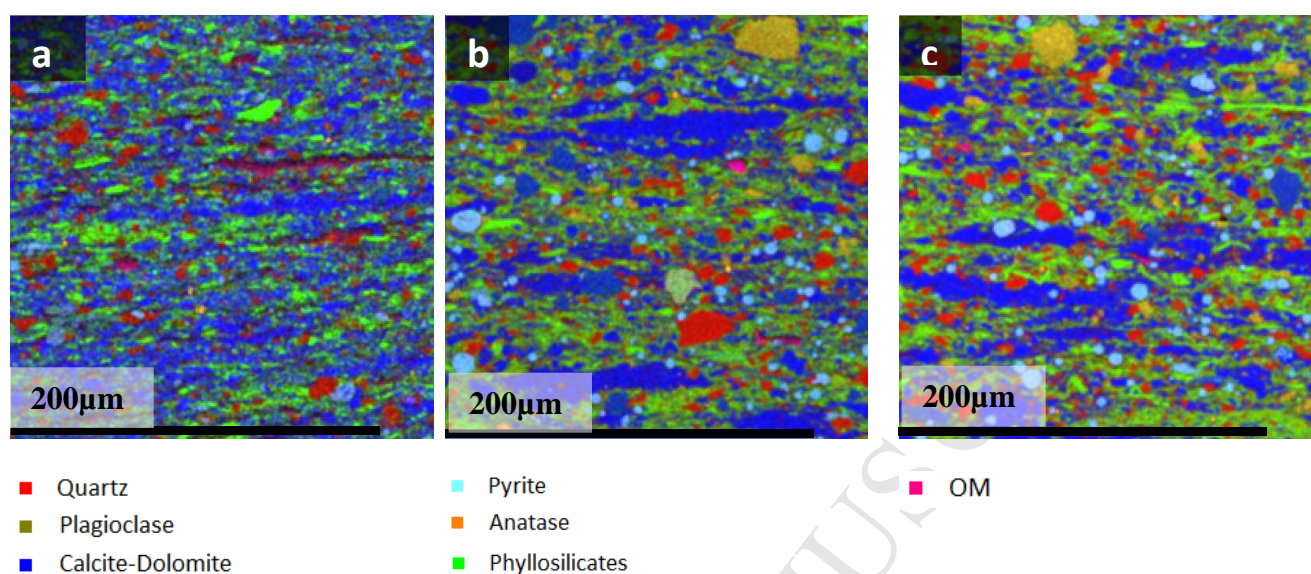 a b c
200µm 200µm 200µm
Quartz Pyrite OM
Plagioclase Anatase
Calcite-Dolomite Phyllosilicates